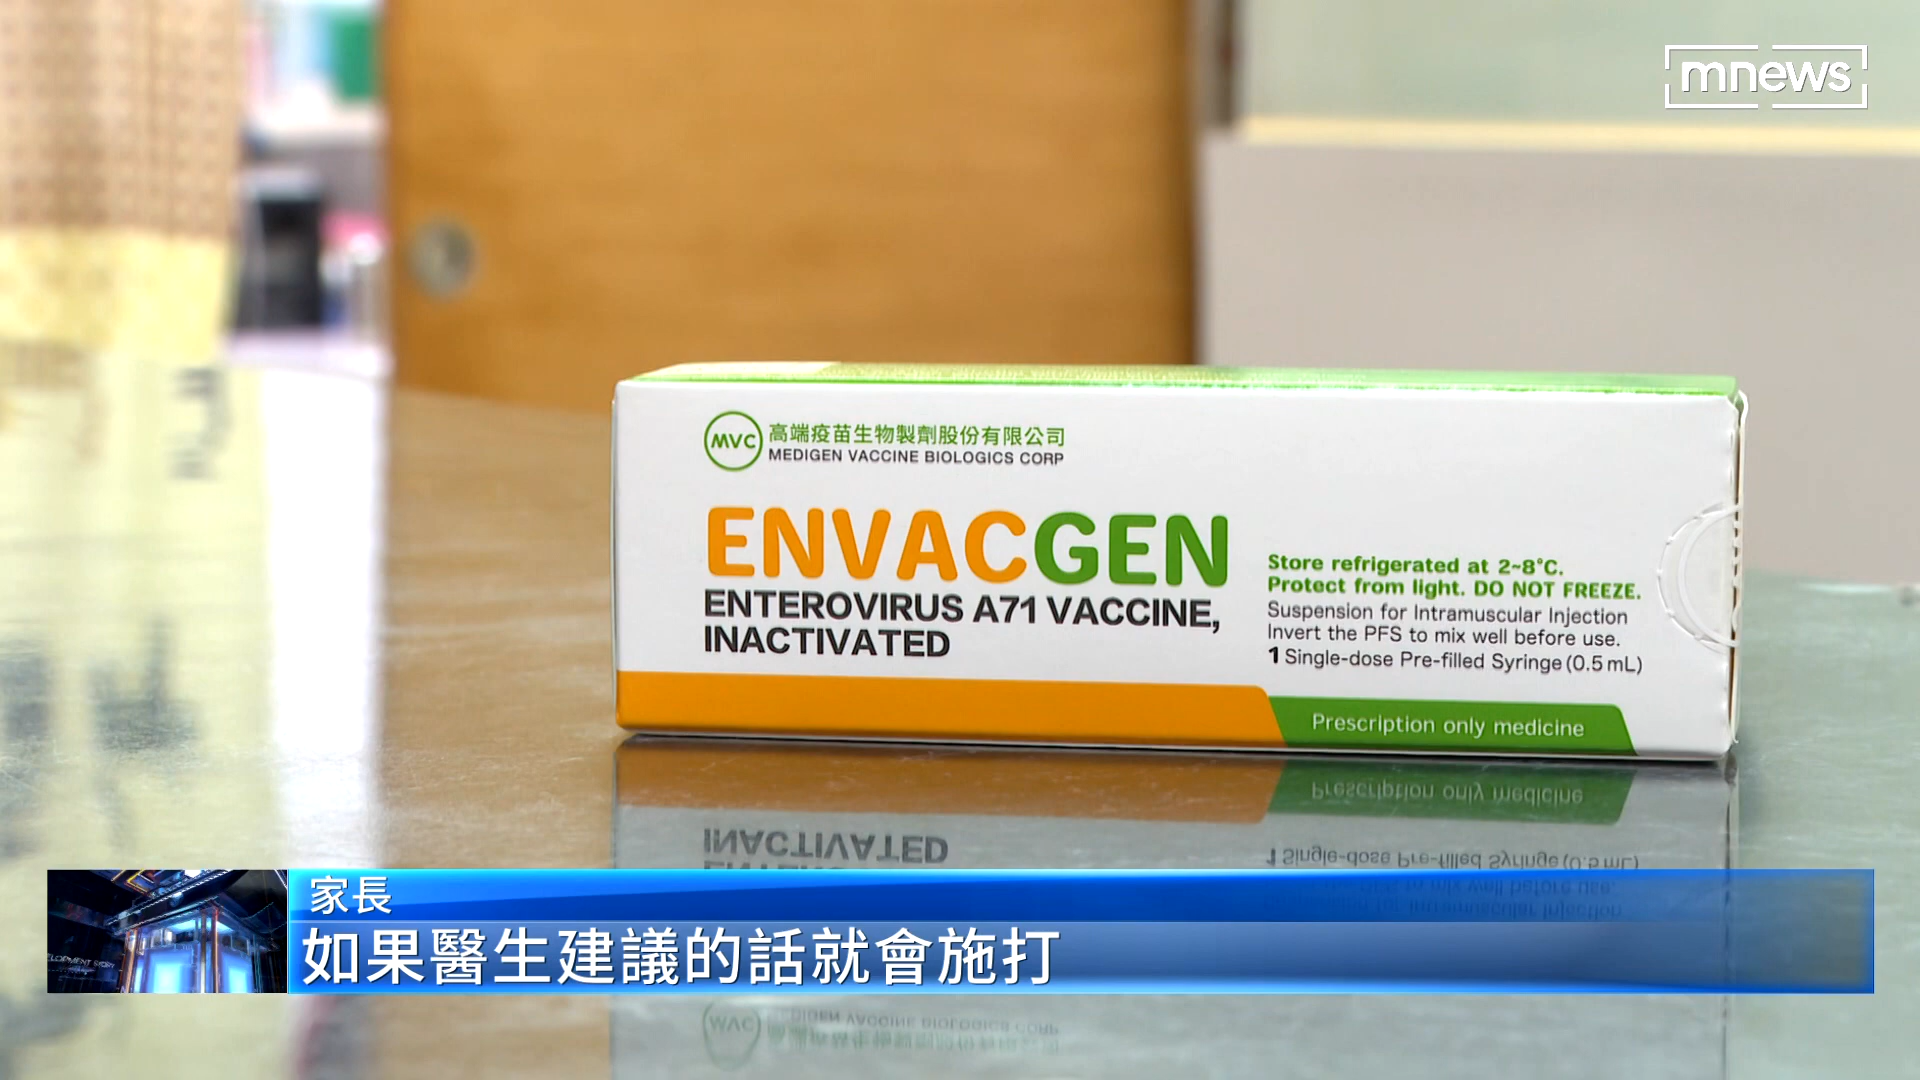 mnews
MVC
高端疫苗生物製劑股份有限公司
MEDIGEN VACCINE BIOLOGICS CORP
ENVACGEN
ENTEROVIRUS A71 VACCINE,
INACTIVATED
Store refrigerated at 2~8°C.
Protect from light. DO NOT FREEZE.
Suspension for Intramuscular Injection
Invert the PFS to mix well before use.
1 Single-dose Pre-filled Syringe (0.5 mL)
Prescription only medicine
家長
如果醫生建議的話就會施打